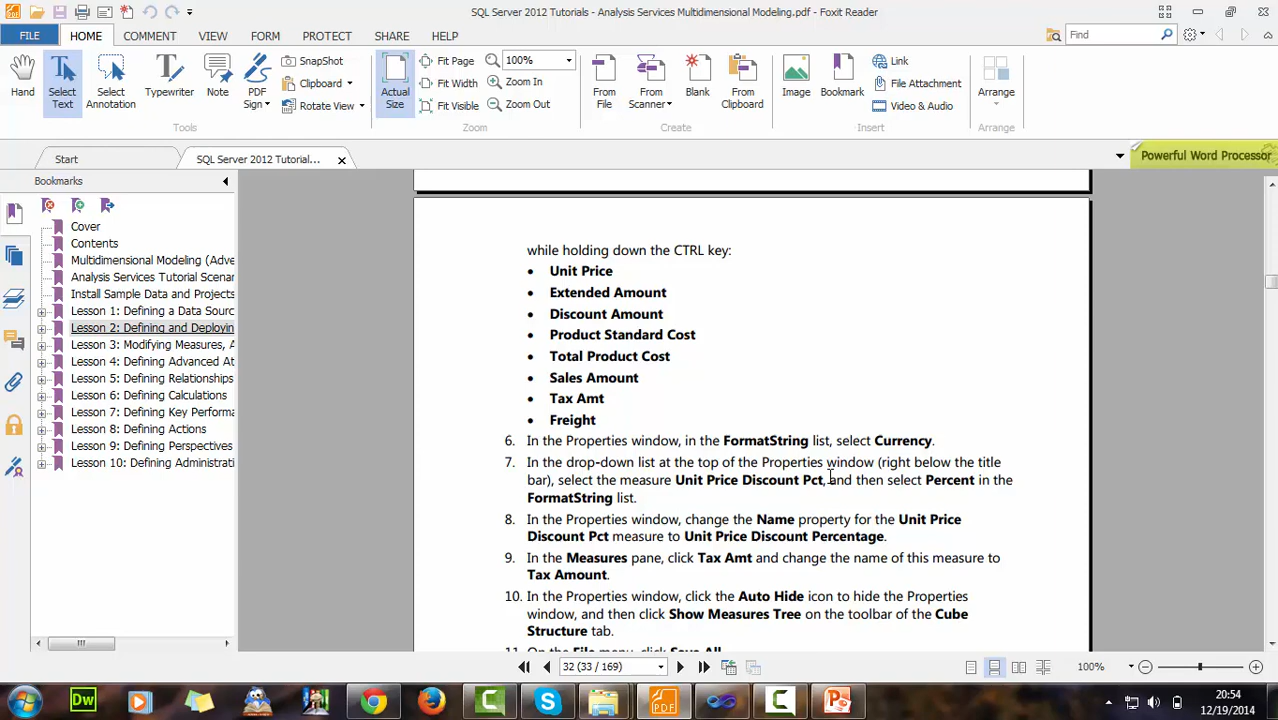 SQL Server 2012 Tutorials - Analysis Services Multidimensional Modeling.pdf - Foxit Reader
FILE HOME COMMENT VIEW FORM PROTECT SHARE HELP
Find
Hand
Select Text
Select Annotation
Typewriter
Note
PDF Sign
SnapShot
Clipboard
Rotate View
Tools
Actual Size
Fit Page
Fit Width
Fit Visible
100%
Zoom In
Zoom Out
Zoom
From File
From Scanner
Blank
From Clipboard
Create
Image
Bookmark
Link
File Attachment
Video & Audio
Insert
Arrange
Arrange
Start
SQL Server 2012 Tutorial...
Powerful Word Processor
Bookmarks
Cover
Contents
Multidimensional Modeling (Adve
Analysis Services Tutorial Scenar
Install Sample Data and Projects
Lesson 1: Defining a Data Sourc
Lesson 2: Defining and Deployin
Lesson 3: Modifying Measures, A
Lesson 4: Defining Advanced At
Lesson 5: Defining Relationships
Lesson 6: Defining Calculations
Lesson 7: Defining Key Performa
Lesson 8: Defining Actions
Lesson 9: Defining Perspectives
Lesson 10: Defining Administrati
while holding down the CTRL key:
• Unit Price
• Extended Amount
• Discount Amount
• Product Standard Cost
• Total Product Cost
• Sales Amount
• Tax Amt
• Freight
6. In the Properties window, in the FormatString list, select Currency.
7. In the drop-down list at the top of the Properties window (right below the title
bar), select the measure Unit Price Discount Pct, and then select Percent in the
FormatString list.
8. In the Properties window, change the Name property for the Unit Price
Discount Pct measure to Unit Price Discount Percentage.
9. In the Measures pane, click Tax Amt and change the name of this measure to
Tax Amount.
10. In the Properties window, click the Auto Hide icon to hide the Properties
window, and then click Show Measures Tree on the toolbar of the Cube
Structure tab.
11. On the File menu, click Save All.
32 (33 / 169)
100%
Dw
PDF
20:54
12/19/2014